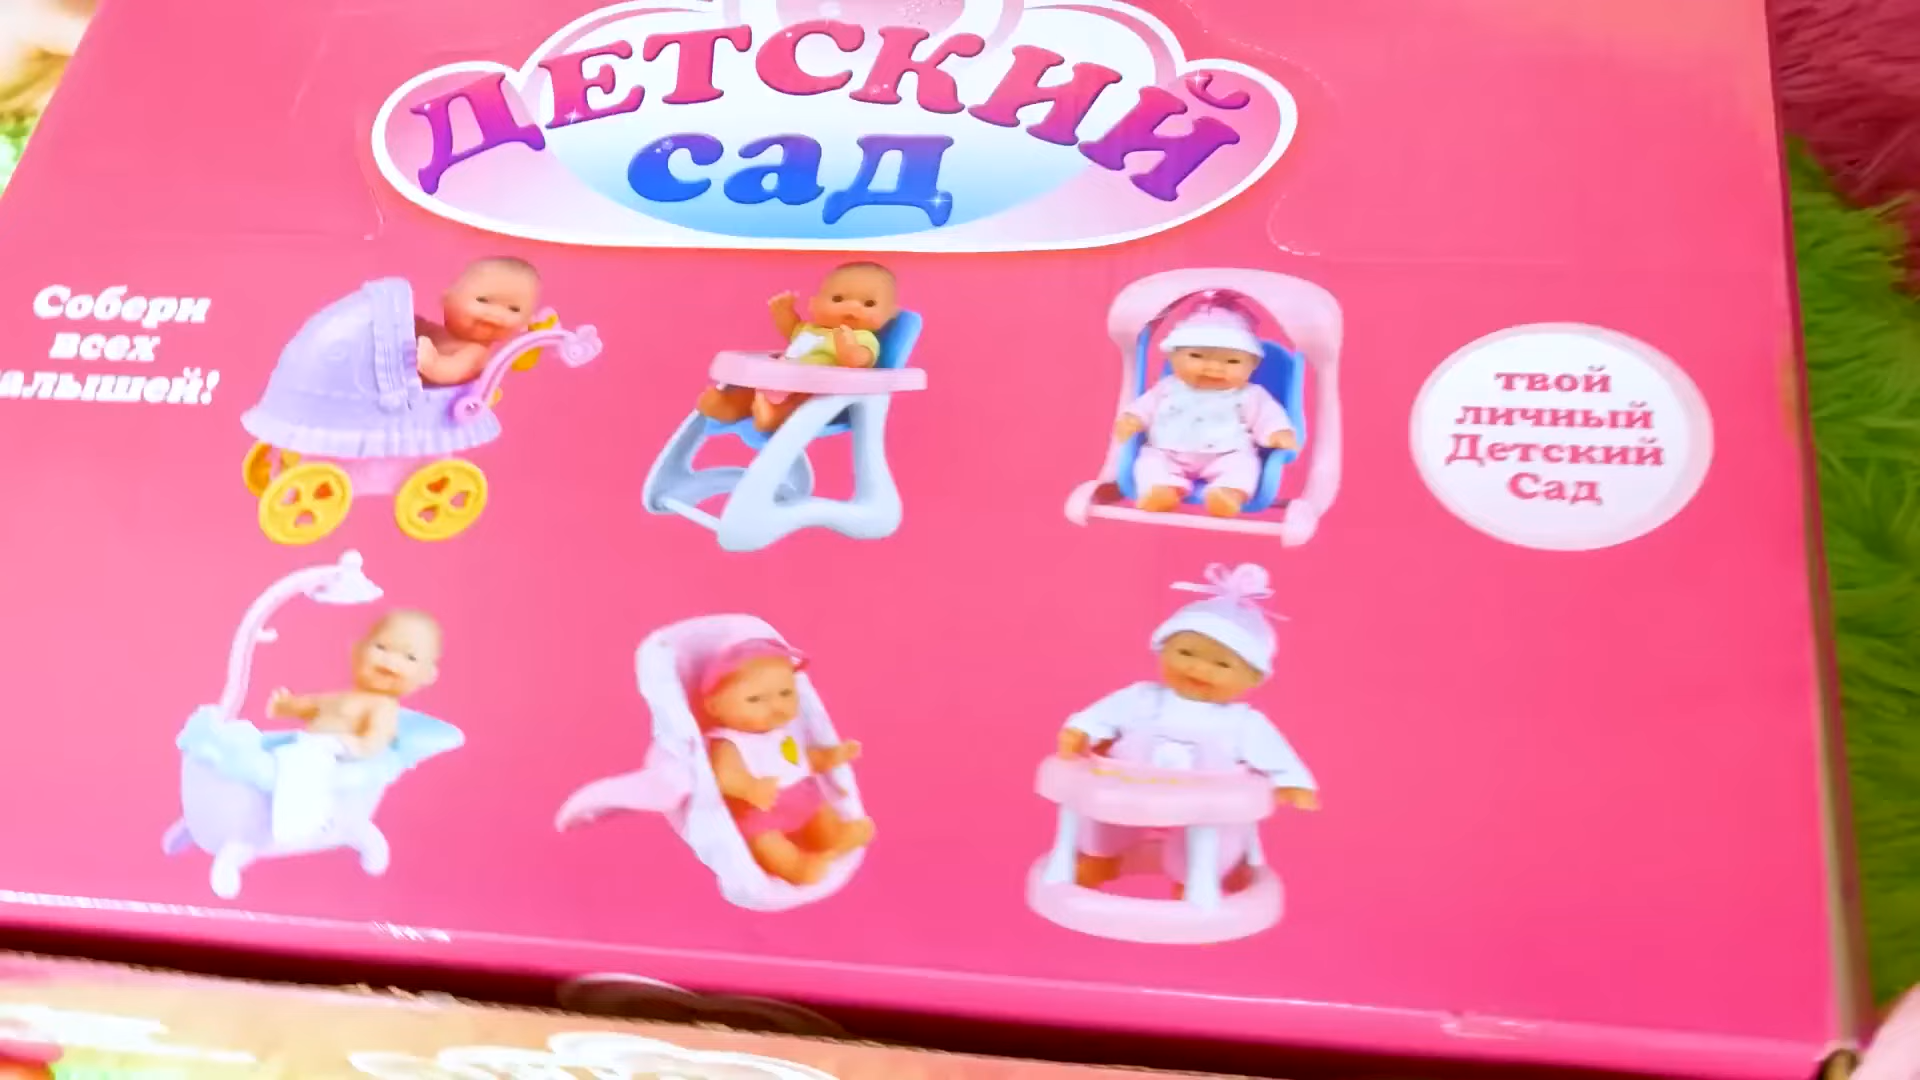 Детский
сад
Собери
всех
твой
личный
Детский
Сад